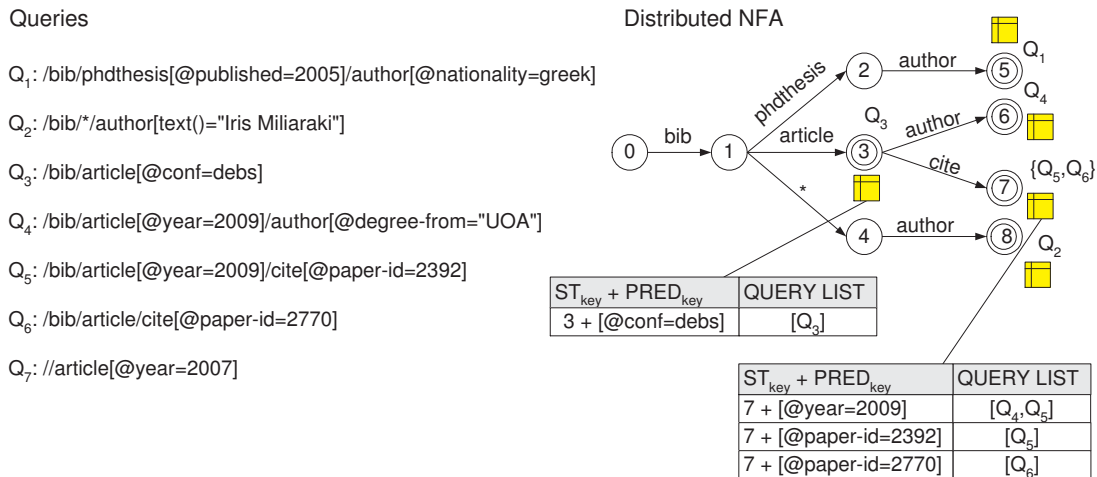 Queries
Q1: /bib/phdthesis[@published=2005]/author[@nationality=greek]
Q2: /bib/*/author[text()="Iris Miliaraki"]
Q3: /bib/article[@conf=debs]
Q4: /bib/article[@year=2009]/author[@degree-from="UOA"]
Q5: /bib/article[@year=2009]/cite[@paper-id=2392]
Q6: /bib/article/cite[@paper-id=2770]
Q7: //article[@year=2007]
Distributed NFA
Q1
2 author 5
phdthesis
Q4
Q3 author 6
0 bib 1 article 3
cite
{Q5,Q6}
7
*
4 author 8
Q2
STkey + PREDkey QUERY LIST
3 + [@conf=debs] [Q3]
STkey + PREDkey QUERY LIST
7 + [@year=2009] [Q4,Q5]
7 + [@paper-id=2392] [Q5]
7 + [@paper-id=2770] [Q6]